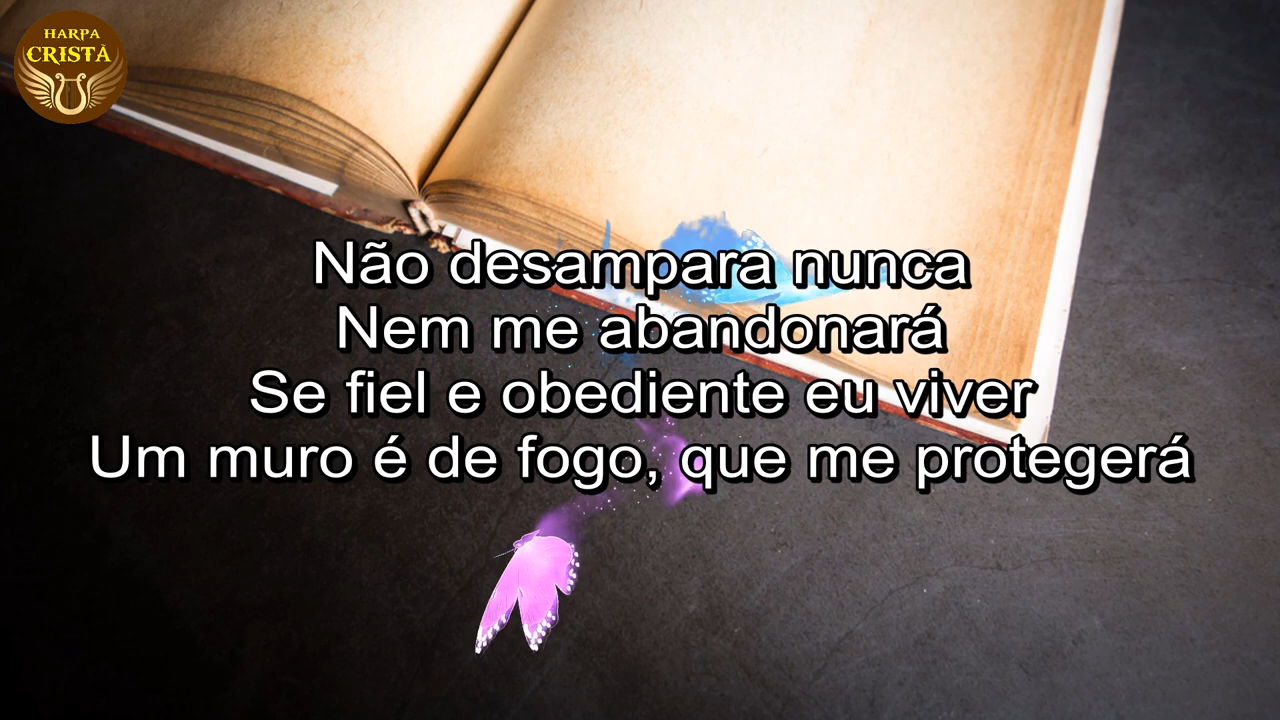 HARPA
CRISTÃ
Não desampara nunca
Nem me abandonará
Se fiel e obediente eu viver
Um muro é de fogo, que me protegerá